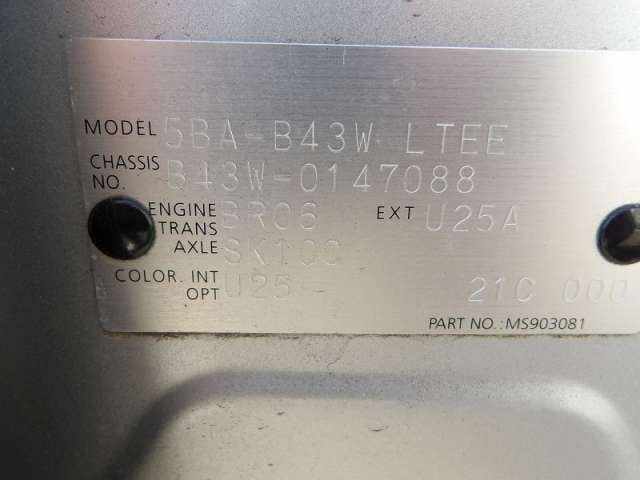 MODEL 5BA-B43W LTEE
CHASSIS NO. B43W-0147088
ENGINE BR06 EXT U25A
TRANS AXLE SK10C
COLOR. INT U25 -
OPT 21C 000
PART NO.: MS903081